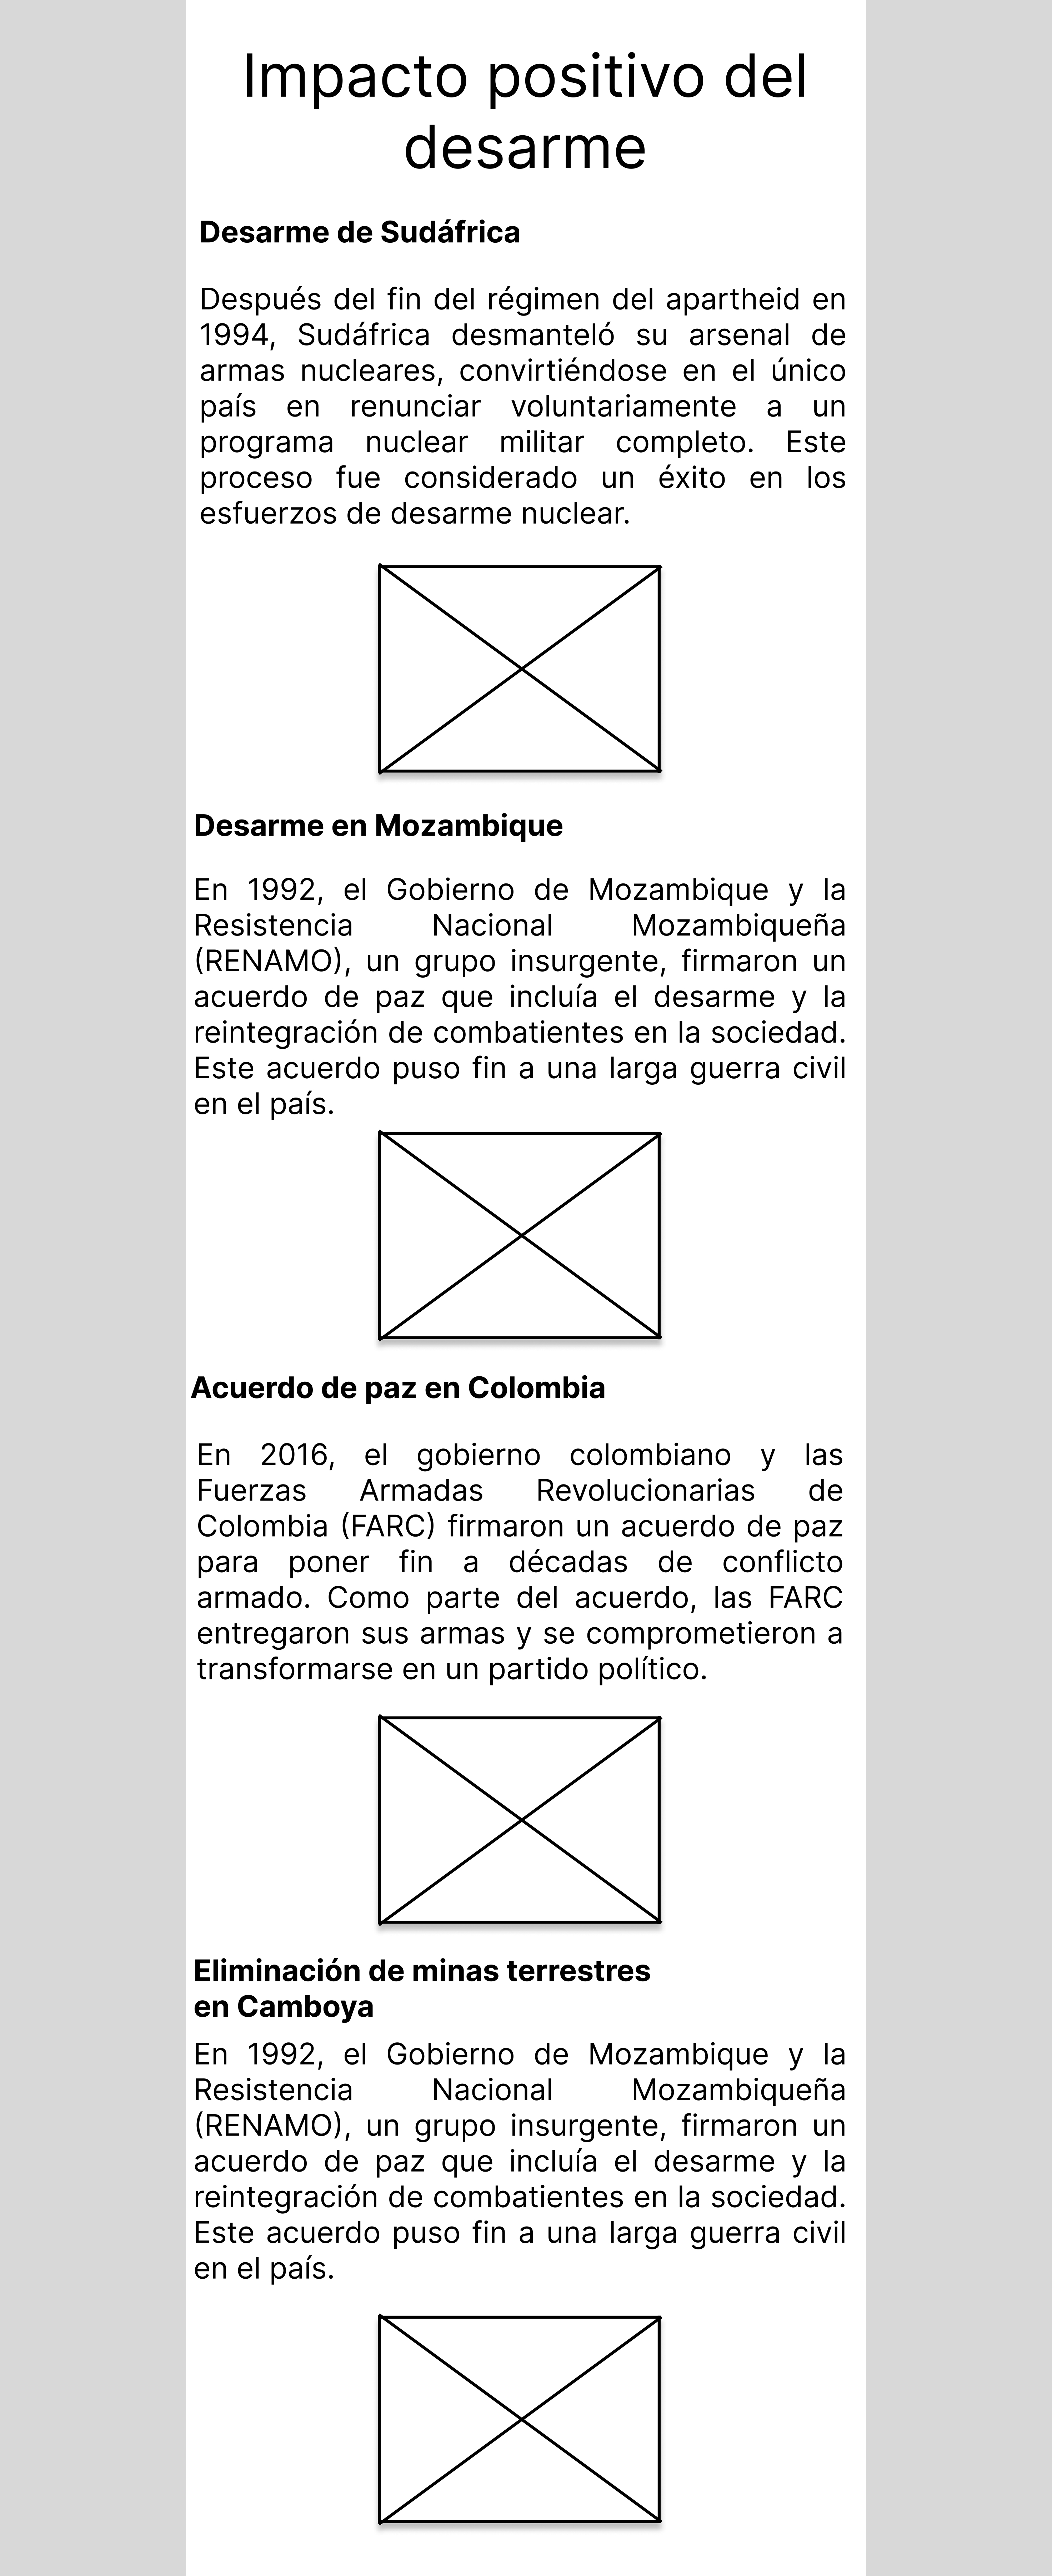 Impacto positivo del
desarme
Desarme de Sudáfrica
Después del fin del régimen del apartheid en
1994, Sudáfrica desmanteló su arsenal de
armas nucleares, convirtiéndose en el único
país en renunciar voluntariamente a un
programa nuclear militar completo. Este
proceso fue considerado un éxito en los
esfuerzos de desarme nuclear.
Desarme en Mozambique
En 1992, el Gobierno de Mozambique y la
Resistencia Nacional Mozambiqueña
(RENAMO), un grupo insurgente, firmaron un
acuerdo de paz que incluía el desarme y la
reintegración de combatientes en la sociedad.
Este acuerdo puso fin a una larga guerra civil
en el país.
Acuerdo de paz en Colombia
En 2016, el gobierno colombiano y las
Fuerzas Armadas Revolucionarias de
Colombia (FARC) firmaron un acuerdo de paz
para poner fin a décadas de conflicto
armado. Como parte del acuerdo, las FARC
entregaron sus armas y se comprometieron a
transformarse en un partido político.
Eliminación de minas terrestres
en Camboya
En 1992, el Gobierno de Mozambique y la
Resistencia Nacional Mozambiqueña
(RENAMO), un grupo insurgente, firmaron un
acuerdo de paz que incluía el desarme y la
reintegración de combatientes en la sociedad.
Este acuerdo puso fin a una larga guerra civil
en el país.